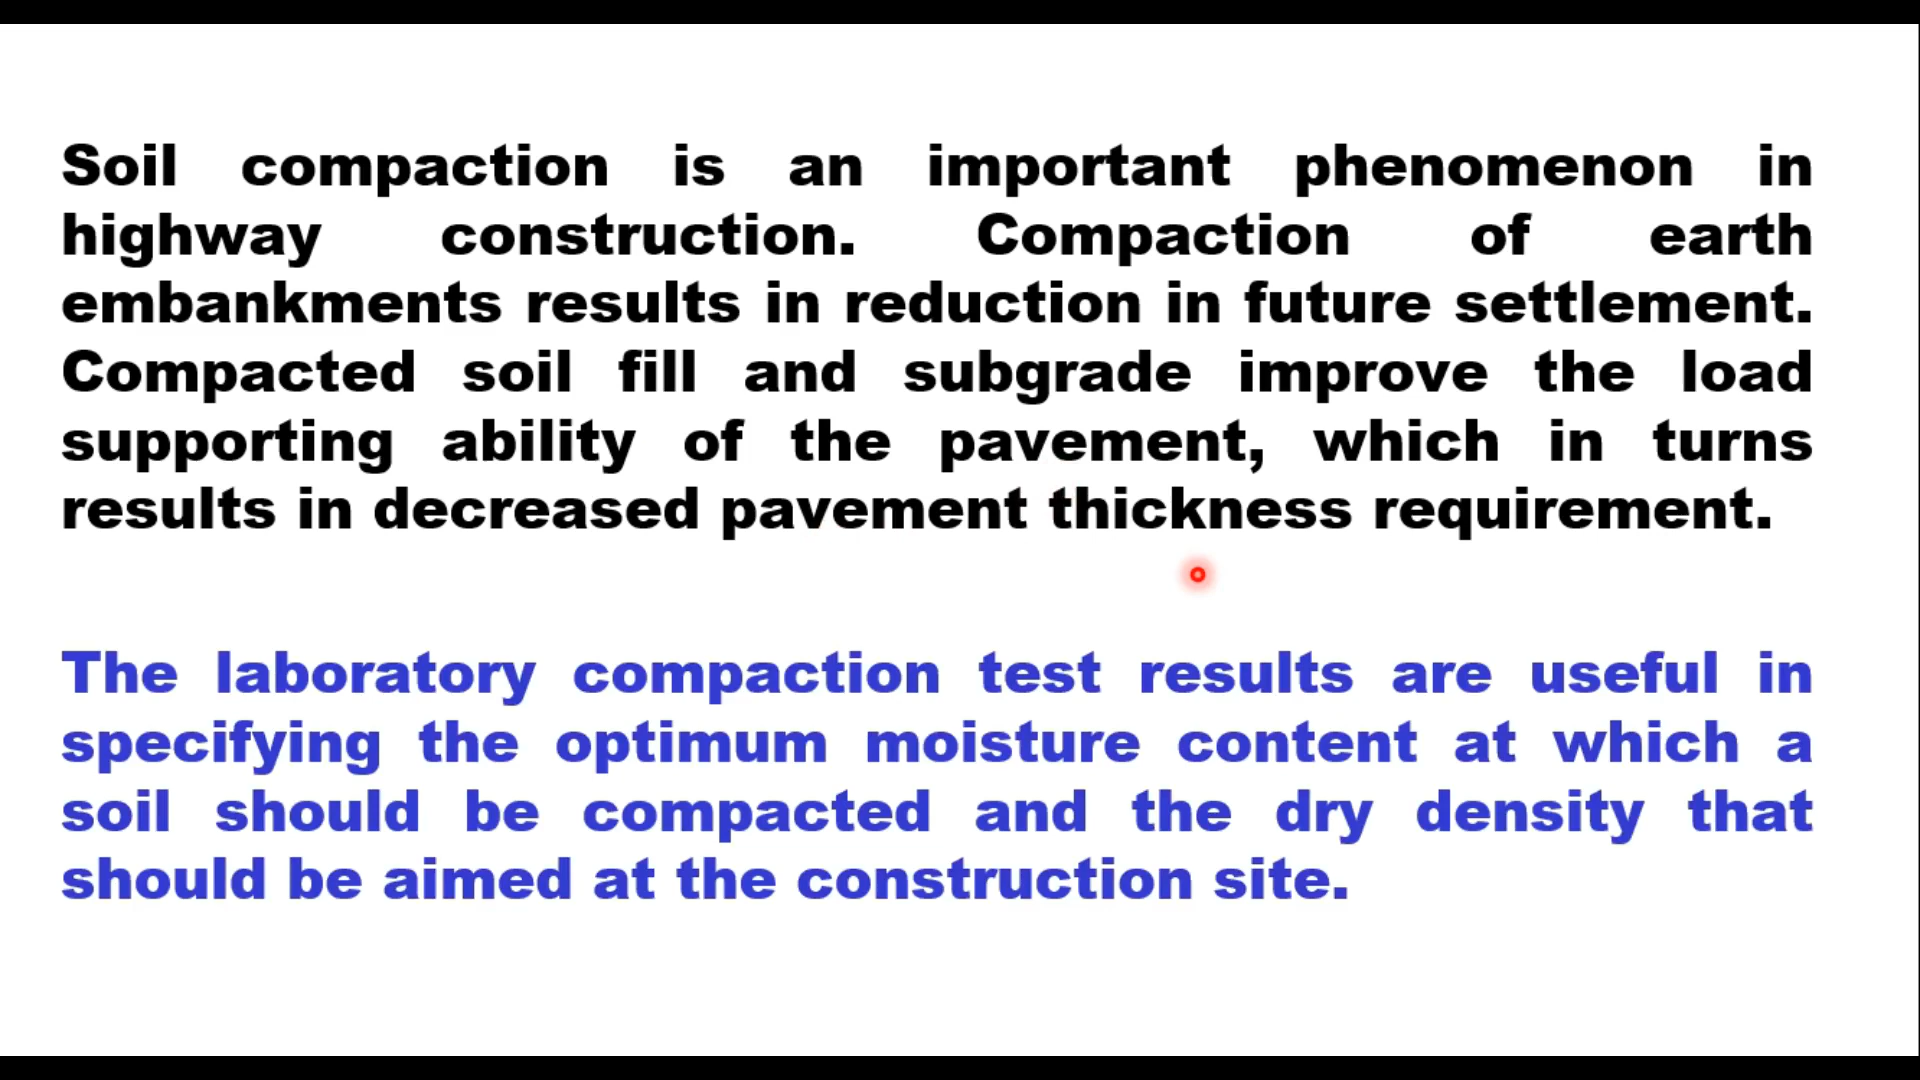 Soil compaction is an important phenomenon in
highway construction. Compaction of earth
embankments results in reduction in future settlement.
Compacted soil fill and subgrade improve the load
supporting ability of the pavement, which in turns
results in decreased pavement thickness requirement.
The laboratory compaction test results are useful in
specifying the optimum moisture content at which a
soil should be compacted and the dry density that
should be aimed at the construction site.